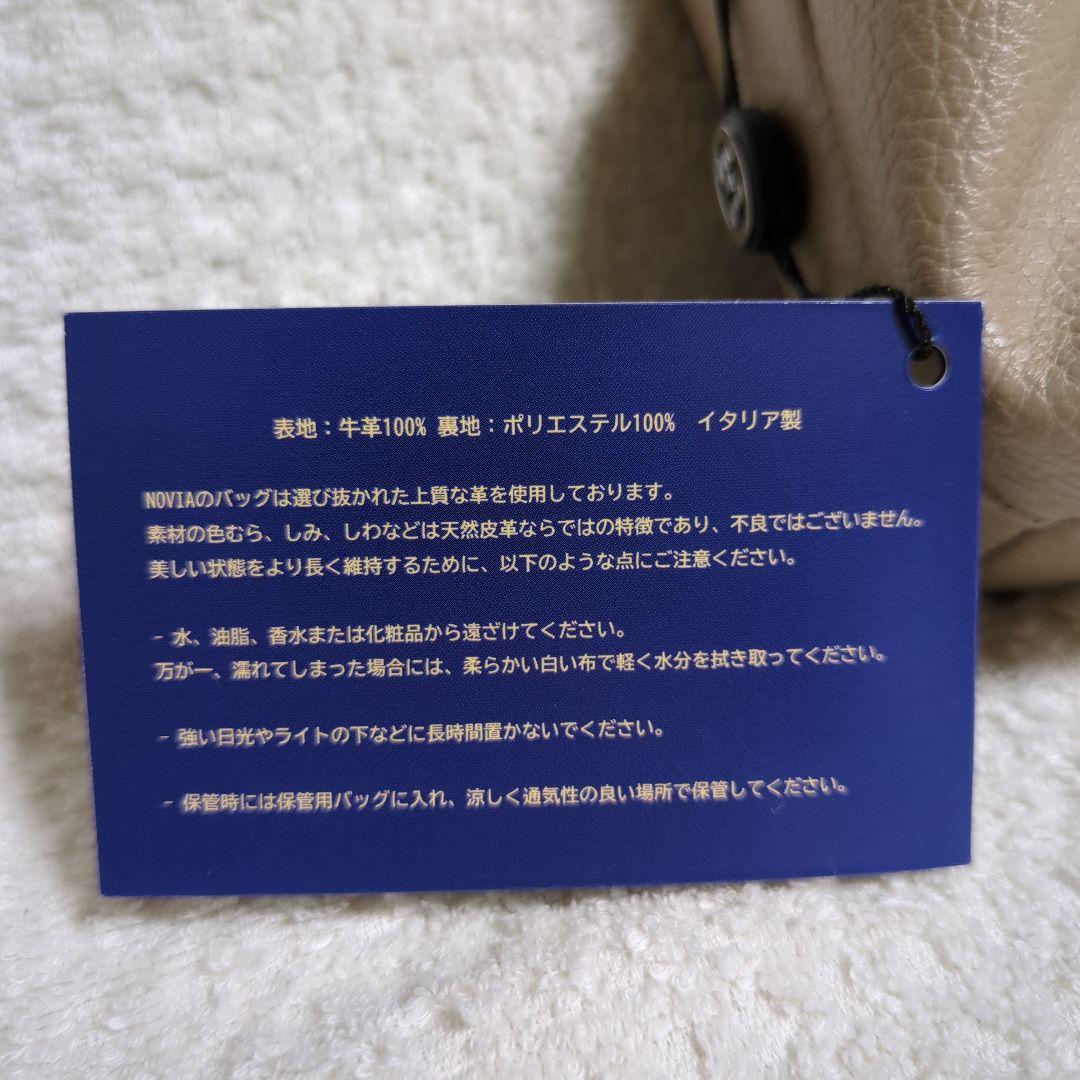 表地：牛革100% 裏地：ポリエステル100%　イタリア製
NOVIAのバッグは選び抜かれた上質な革を使用しております。
素材の色むら、しみ、しわなどは天然皮革ならではの特徴であり、不良ではございません。
美しい状態をより長く維持するために、以下のような点にご注意ください。
- 水、油脂、香水または化粧品から遠ざけてください。
万が一、濡れてしまった場合には、柔らかい白い布で軽く水分を拭き取ってください。
- 強い日光やライトの下などに長時間置かないでください。
- 保管時には保管用バッグに入れ、涼しく通気性の良い場所で保管してください。